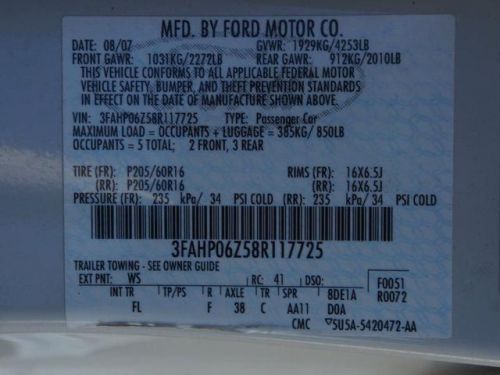 MFD. BY FORD MOTOR CO.
DATE: 08/07 GVWR: 1929KG/4253LB
FRONT GAWR: 1031KG/2272LB REAR GAWR: 912KG/2010LB
THIS VEHICLE CONFORMS TO ALL APPLICABLE FEDERAL MOTOR
VEHICLE SAFETY, BUMPER, AND THEFT PREVENTION STANDARDS
IN EFFECT ON THE DATE OF MANUFACTURE SHOWN ABOVE.
VIN: 3FAHP06Z58R117725 TYPE: Passenger Car
MAXIMUM LOAD = OCCUPANTS + LUGGAGE = 385KG/850LB
OCCUPANTS = 5 TOTAL; 2 FRONT, 3 REAR
TIRE (F): P205/60R16 RIMS (F): 16X6.5J
(RR): P205/60R16 (RR): 16X6.5J
PRESSURE (F): 235 kPa/ 34 PSI COLD (RR): 235 kPa/ 34 PSI COLD
3FAHP06Z58R117725
TRAILER TOWING - SEE OWNER GUIDE
EXT PNT: WS RC: 41 DSO: F0051
INT TR TP/PS R AXLE TR SPR 8DE1A R0072
FL F 38 C AA11 D0A
CMC ▽5U5A-5420472-AA